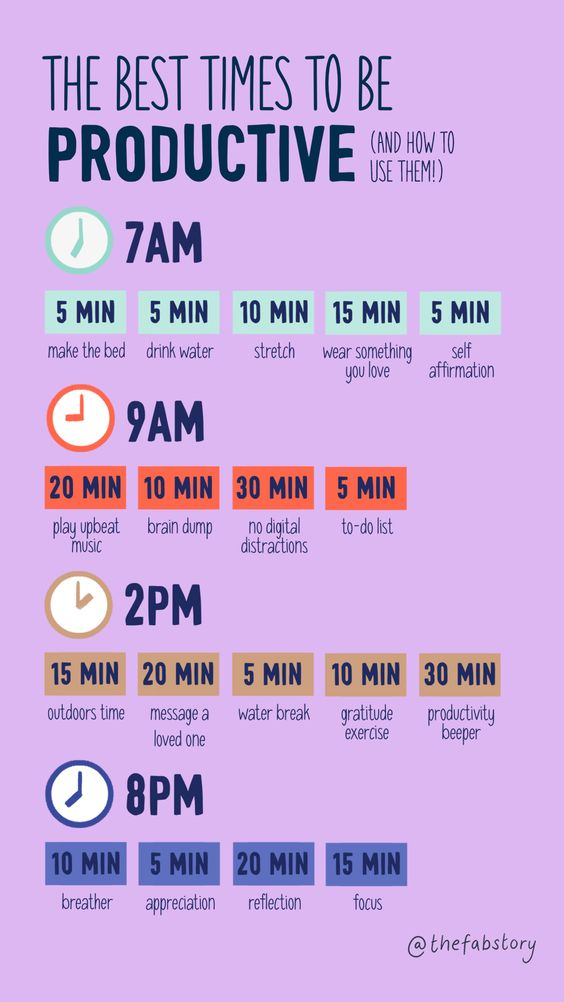 THE BEST TIMES TO BE
PRODUCTIVE
(AND HOW TO
USE THEM!)
7AM
5 MIN 5 MIN 10 MIN 15 MIN 5 MIN
make the bed drink water stretch wear something self
you love affirmation
9AM
20 MIN 10 MIN 30 MIN 5 MIN
play upbeat brain dump no digital to-do list
music distractions
2PM
15 MIN 20 MIN 5 MIN 10 MIN 30 MIN
outdoors time message a water break gratitude productivity
loved one exercise beeper
8PM
10 MIN 5 MIN 20 MIN 15 MIN
breather appreciation reflection focus
@thefabstory